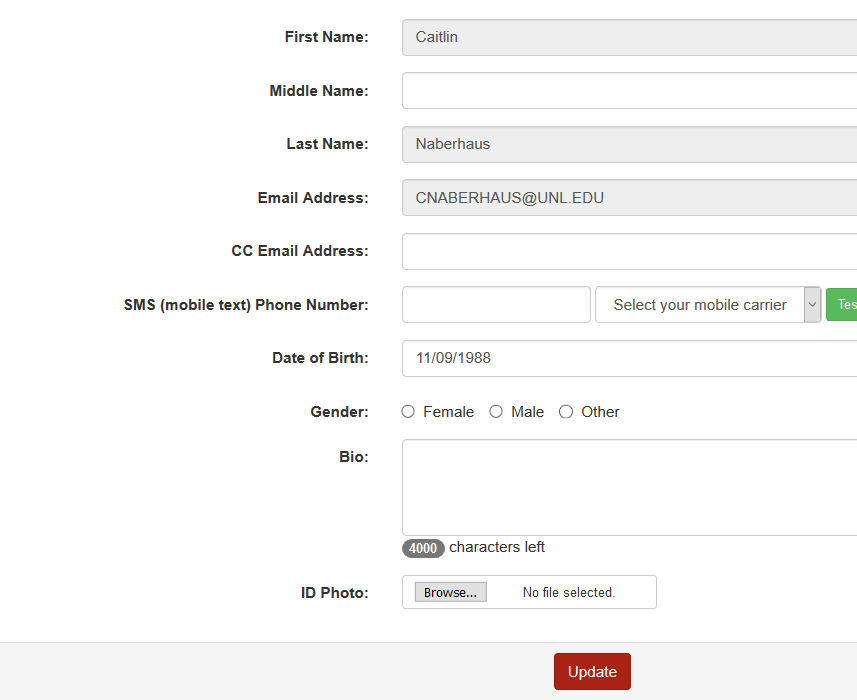 First Name: Caitlin
Middle Name:
Last Name: Naberhaus
Email Address: CNABERHAUS@UNL.EDU
CC Email Address:
SMS (mobile text) Phone Number: Select your mobile carrier Tes
Date of Birth: 11/09/1988
Gender: Female Male Other
Bio:
4000 characters left
ID Photo: Browse... No file selected.
Update